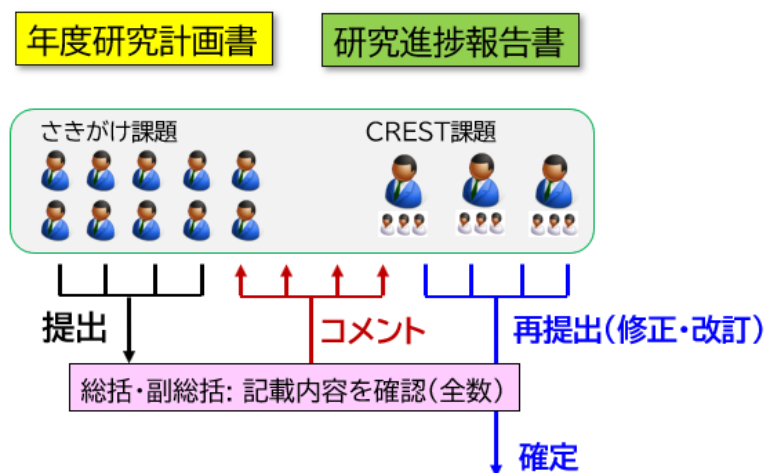 年度研究計画書
研究進捗報告書
さきがけ課題
CREST課題
提出
コメント
再提出(修正・改訂)
総括・副総括: 記載内容を確認(全数)
確定